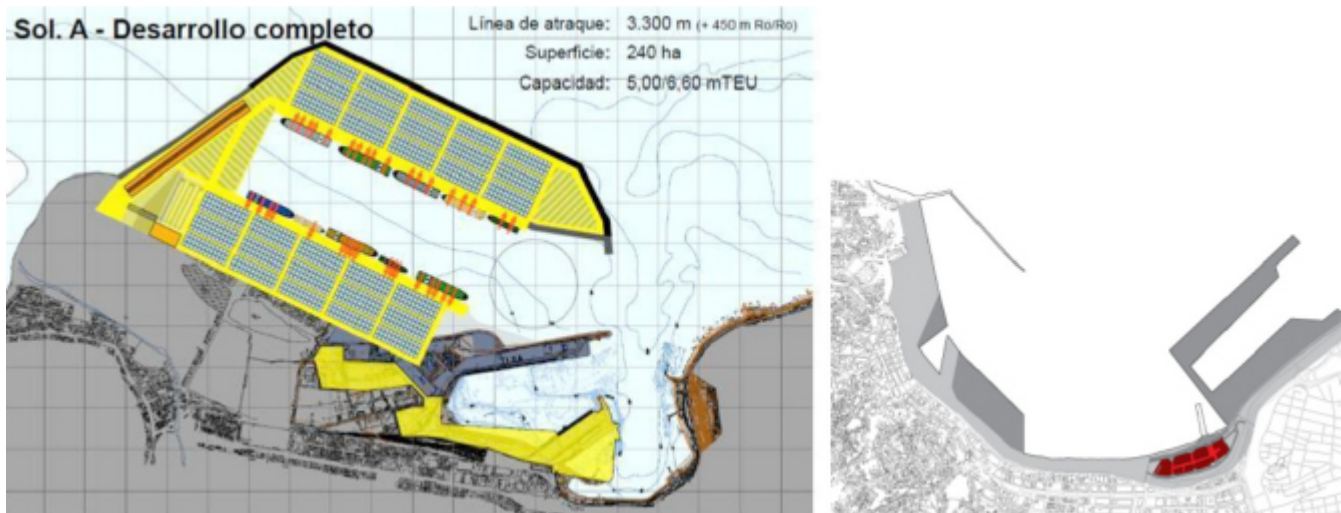 Sol. A - Desarrollo completo
Línea de atraque: 3.300 m (+ 450 m Ro/Ro)
Superficie: 240 ha
Capacidad: 5,00/6,60 mTEU